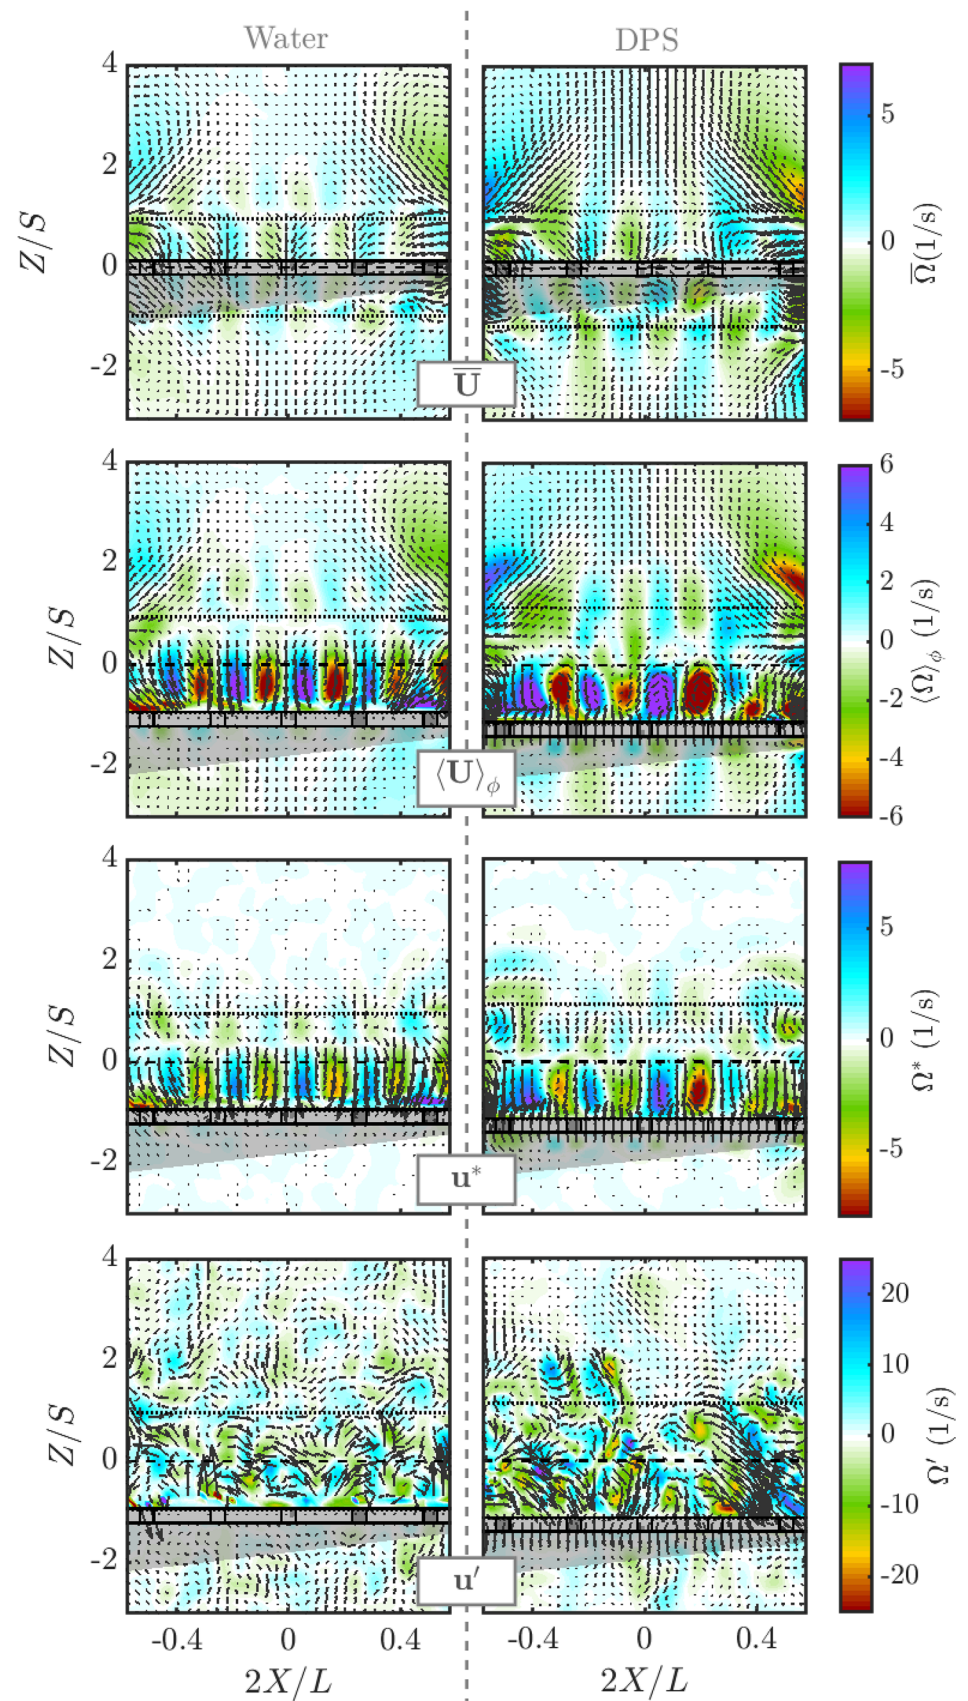 Water DPS
4
2
0
-2
Z/S
5
0
-5
Ω̅(1/s)
U̅
4
2
0
-2
Z/S
6
4
2
0
-2
-4
-6
⟨Ω⟩ϕ (1/s)
⟨U⟩ϕ
4
2
0
-2
Z/S
5
0
-5
Ω* (1/s)
u*
4
2
0
-2
Z/S
20
10
0
-10
-20
Ω′ (1/s)
u′
-0.4 0 0.4 -0.4 0 0.4
2X/L 2X/L